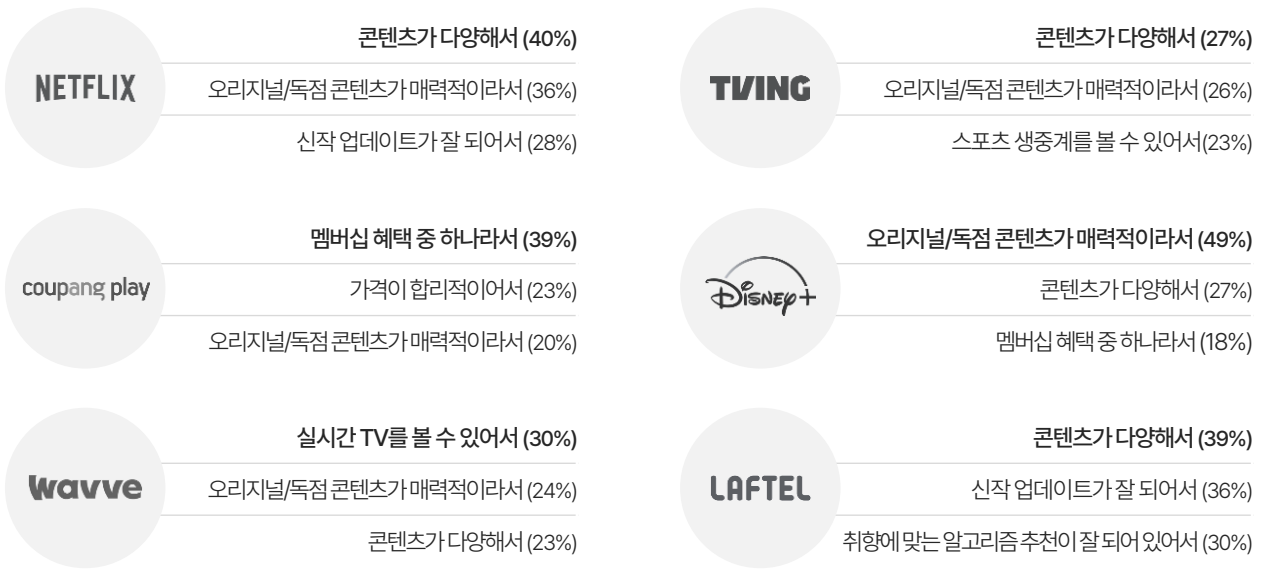 NETFLIX
콘텐츠가 다양해서 (40%)
오리지널/독점 콘텐츠가 매력적이라서 (36%)
신작 업데이트가 잘 되어서 (28%)
TVING
콘텐츠가 다양해서 (27%)
오리지널/독점 콘텐츠가 매력적이라서 (26%)
스포츠 생중계를 볼 수 있어서(23%)
coupang play
멤버십 혜택 중 하나라서 (39%)
가격이 합리적이어서 (23%)
오리지널/독점 콘텐츠가 매력적이라서 (20%)
Disney+
오리지널/독점 콘텐츠가 매력적이라서 (49%)
콘텐츠가 다양해서 (27%)
멤버십 혜택 중 하나라서 (18%)
wavve
실시간 TV를 볼 수 있어서 (30%)
오리지널/독점 콘텐츠가 매력적이라서 (24%)
콘텐츠가 다양해서 (23%)
LAFTEL
콘텐츠가 다양해서 (39%)
신작 업데이트가 잘 되어서 (36%)
취향에 맞는 알고리즘 추천이 잘 되어 있어서 (30%)